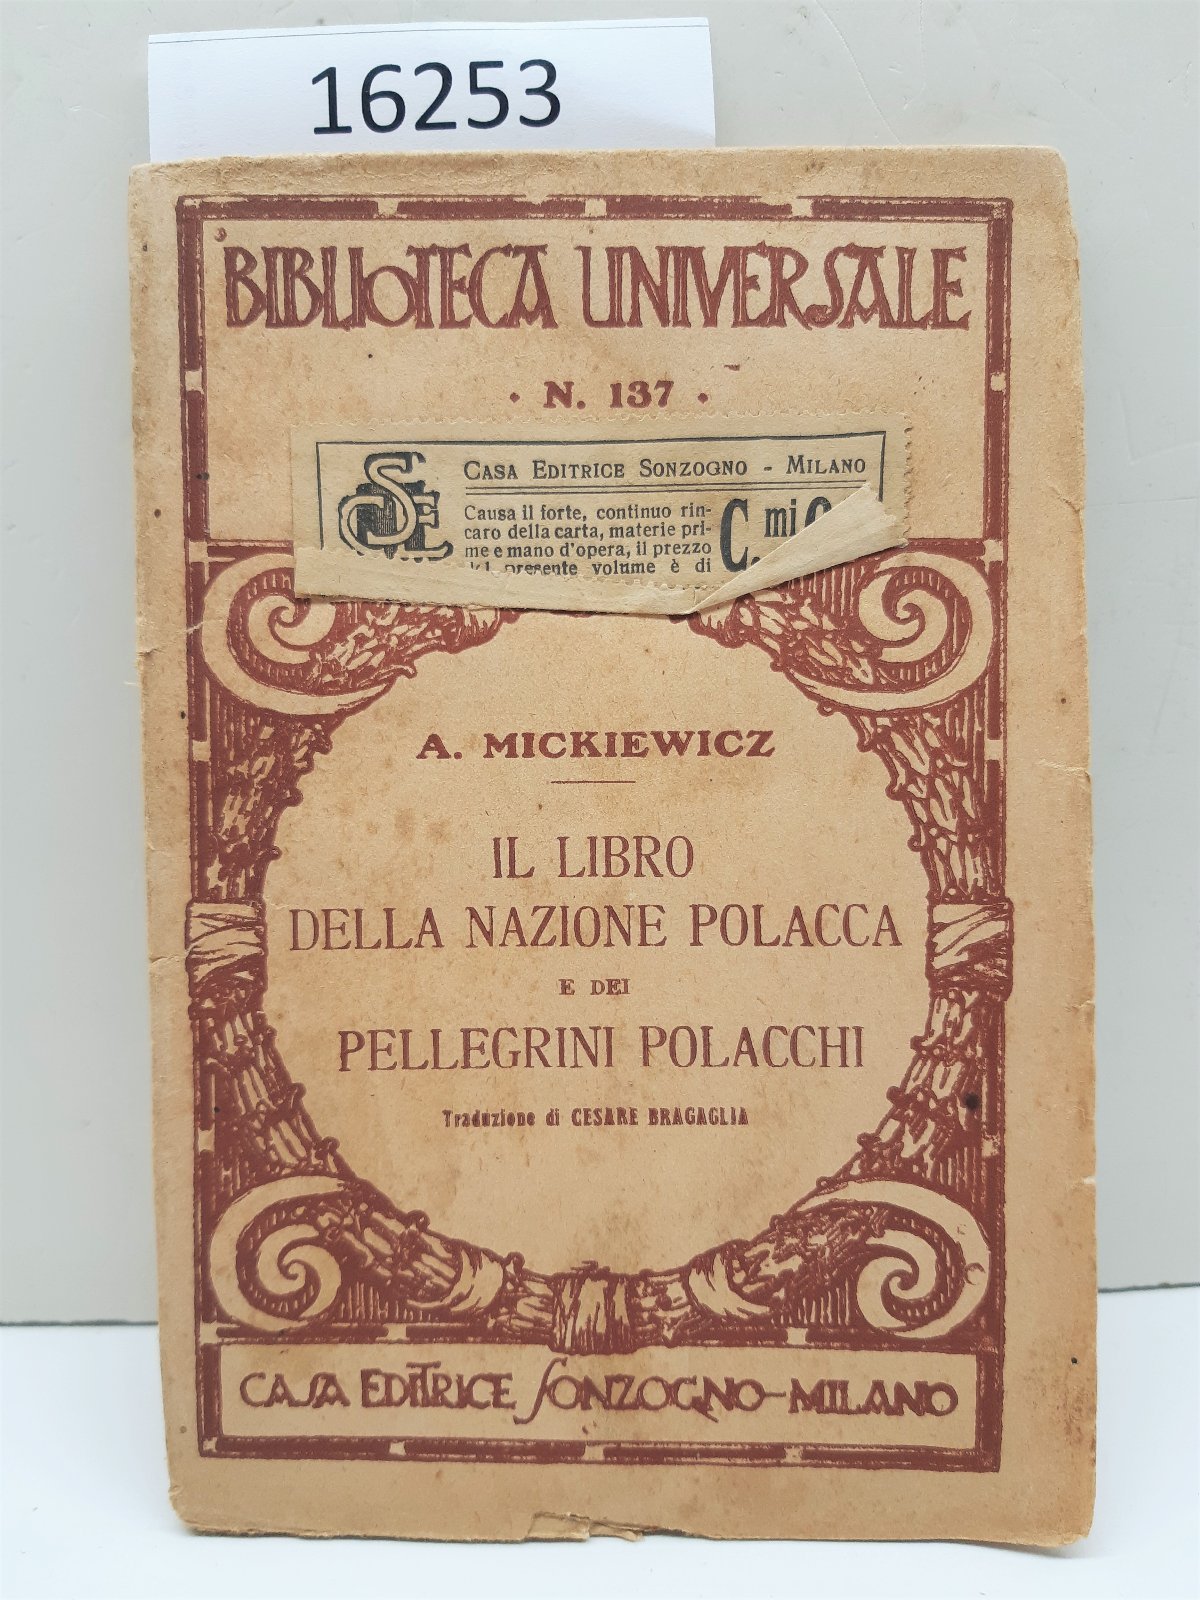 16253
BIBLIOTECA UNIVERSALE
· N. 137 ·
SCE
CASA EDITRICE SONZOGNO - MILANO
Causa il forte, continuo rin-
caro della carta, materie pri-
me e mano d'opera, il prezzo
presente volume è di
C.mi
A. MICKIEWICZ
IL LIBRO
DELLA NAZIONE POLACCA
E DEI
PELLEGRINI POLACCHI
Traduzione di CESARE BRAGAGLIA
CASA EDITRICE SONZOGNO-MILANO